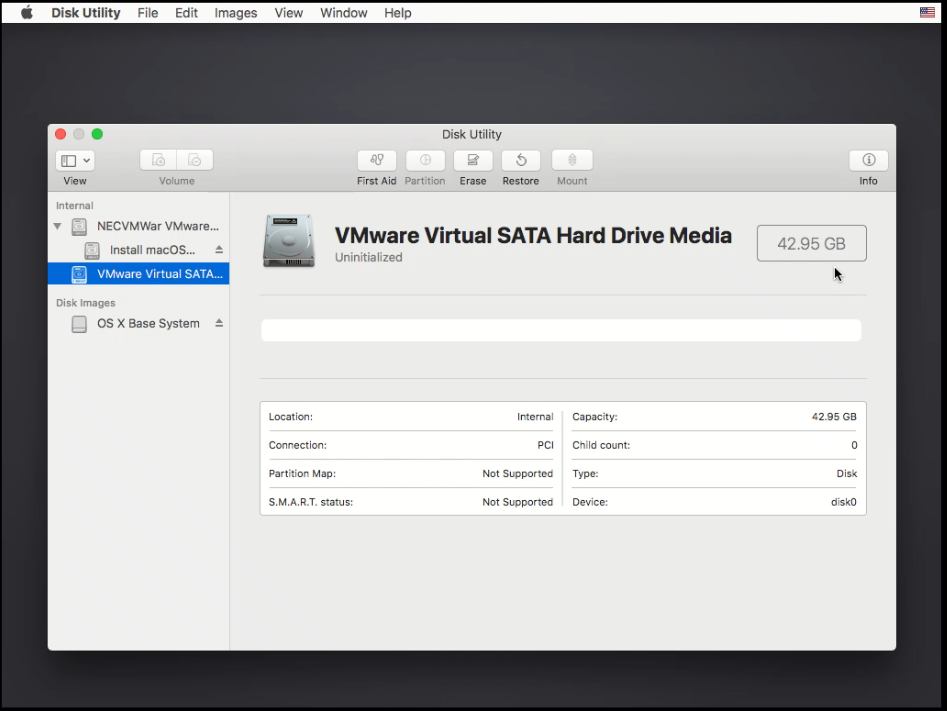 Disk Utility File Edit Images View Window Help
Disk Utility
View Volume First Aid Partition Erase Restore Mount Info
Internal
NECVMWar VMware...
Install macOS...
VMware Virtual SATA...
Disk Images
OS X Base System
VMware Virtual SATA Hard Drive Media
Uninitialized
42.95 GB
Location: Internal
Capacity: 42.95 GB
Connection: PCI
Child count: 0
Partition Map: Not Supported
Type: Disk
S.M.A.R.T. status: Not Supported
Device: disk0